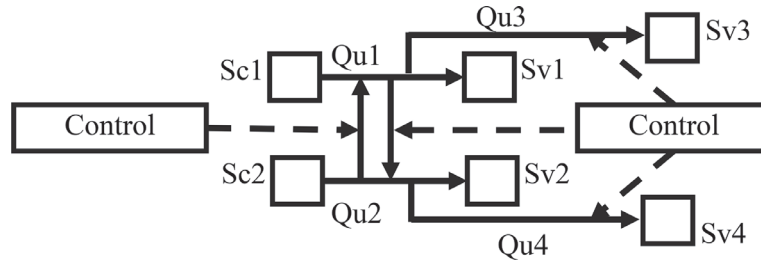 Qu3
Sv3
Sc1
Qu1
Sv1
Control
Control
Sc2
Sv2
Qu2
Qu4
Sv4